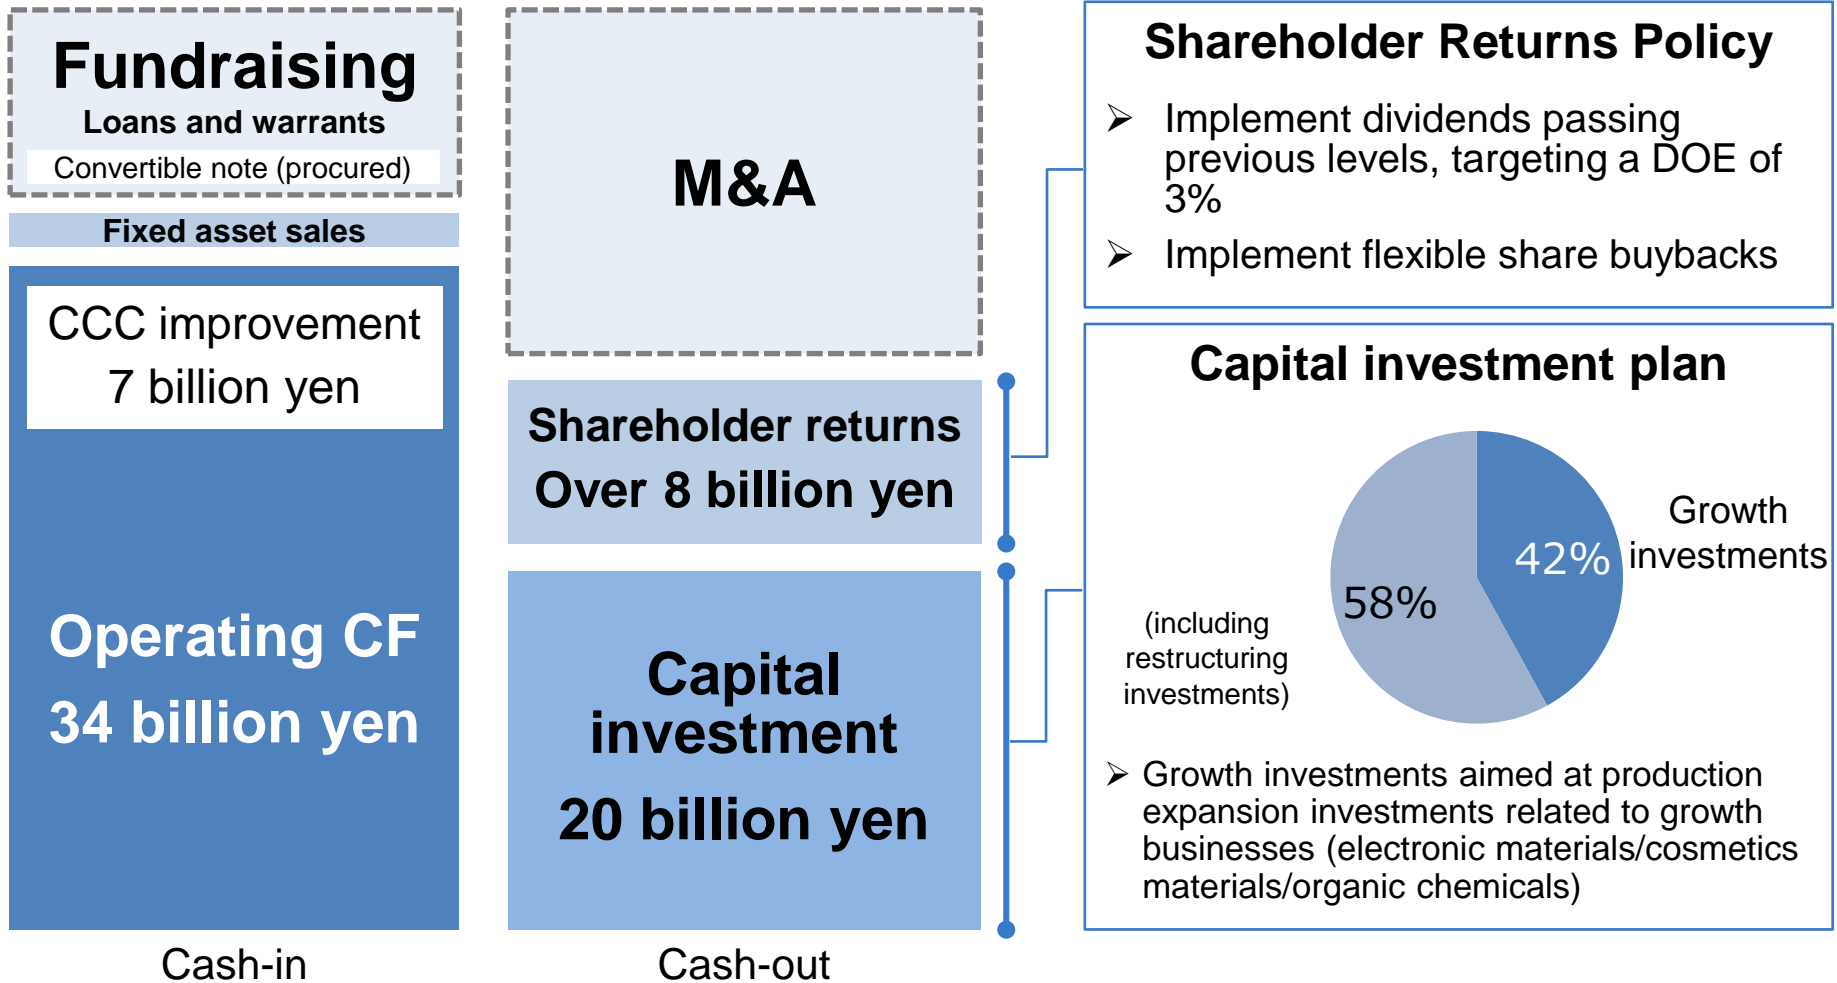 Fundraising
Loans and warrants
Convertible note (procured)
Fixed asset sales
CCC improvement
7 billion yen
Operating CF
34 billion yen
Cash-in
M&A
Shareholder returns
Over 8 billion yen
Capital
investment
20 billion yen
Cash-out
Shareholder Returns Policy
➢ Implement dividends passing
previous levels, targeting a DOE of
3%
➢ Implement flexible share buybacks
Capital investment plan
Growth
investments
42%
58%
(including
restructuring
investments)
➢ Growth investments aimed at production
expansion investments related to growth
businesses (electronic materials/cosmetics
materials/organic chemicals)